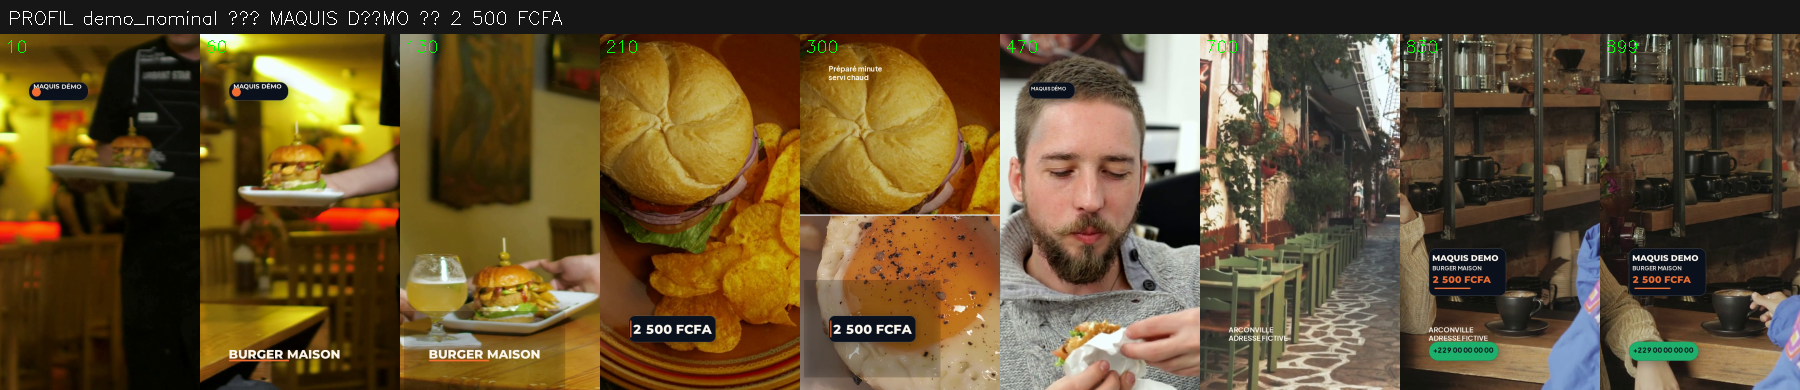 PROFIL demo_nominal ??? MAQUIS D??MO ?? 2 500 FCFA
10
MAQUIS DÉMO
60
MAQUIS DÉMO
BURGER MAISON
BURGER MAISON
210
2 500 FCFA
300
Préparé minute
servi chaud
2 500 FCFA
470
MAQUIS DÉMO
700
ARCONVILLE
ADRESSE FICTIVE
MAQUIS DEMO
BURGER MAISON
2 500 FCFA
ARCONVILLE
ADRESSE FICTIVE
+229 00 00 00 00
899
MAQUIS DEMO
BURGER MAISON
2 500 FCFA
+229 00 00 00 00